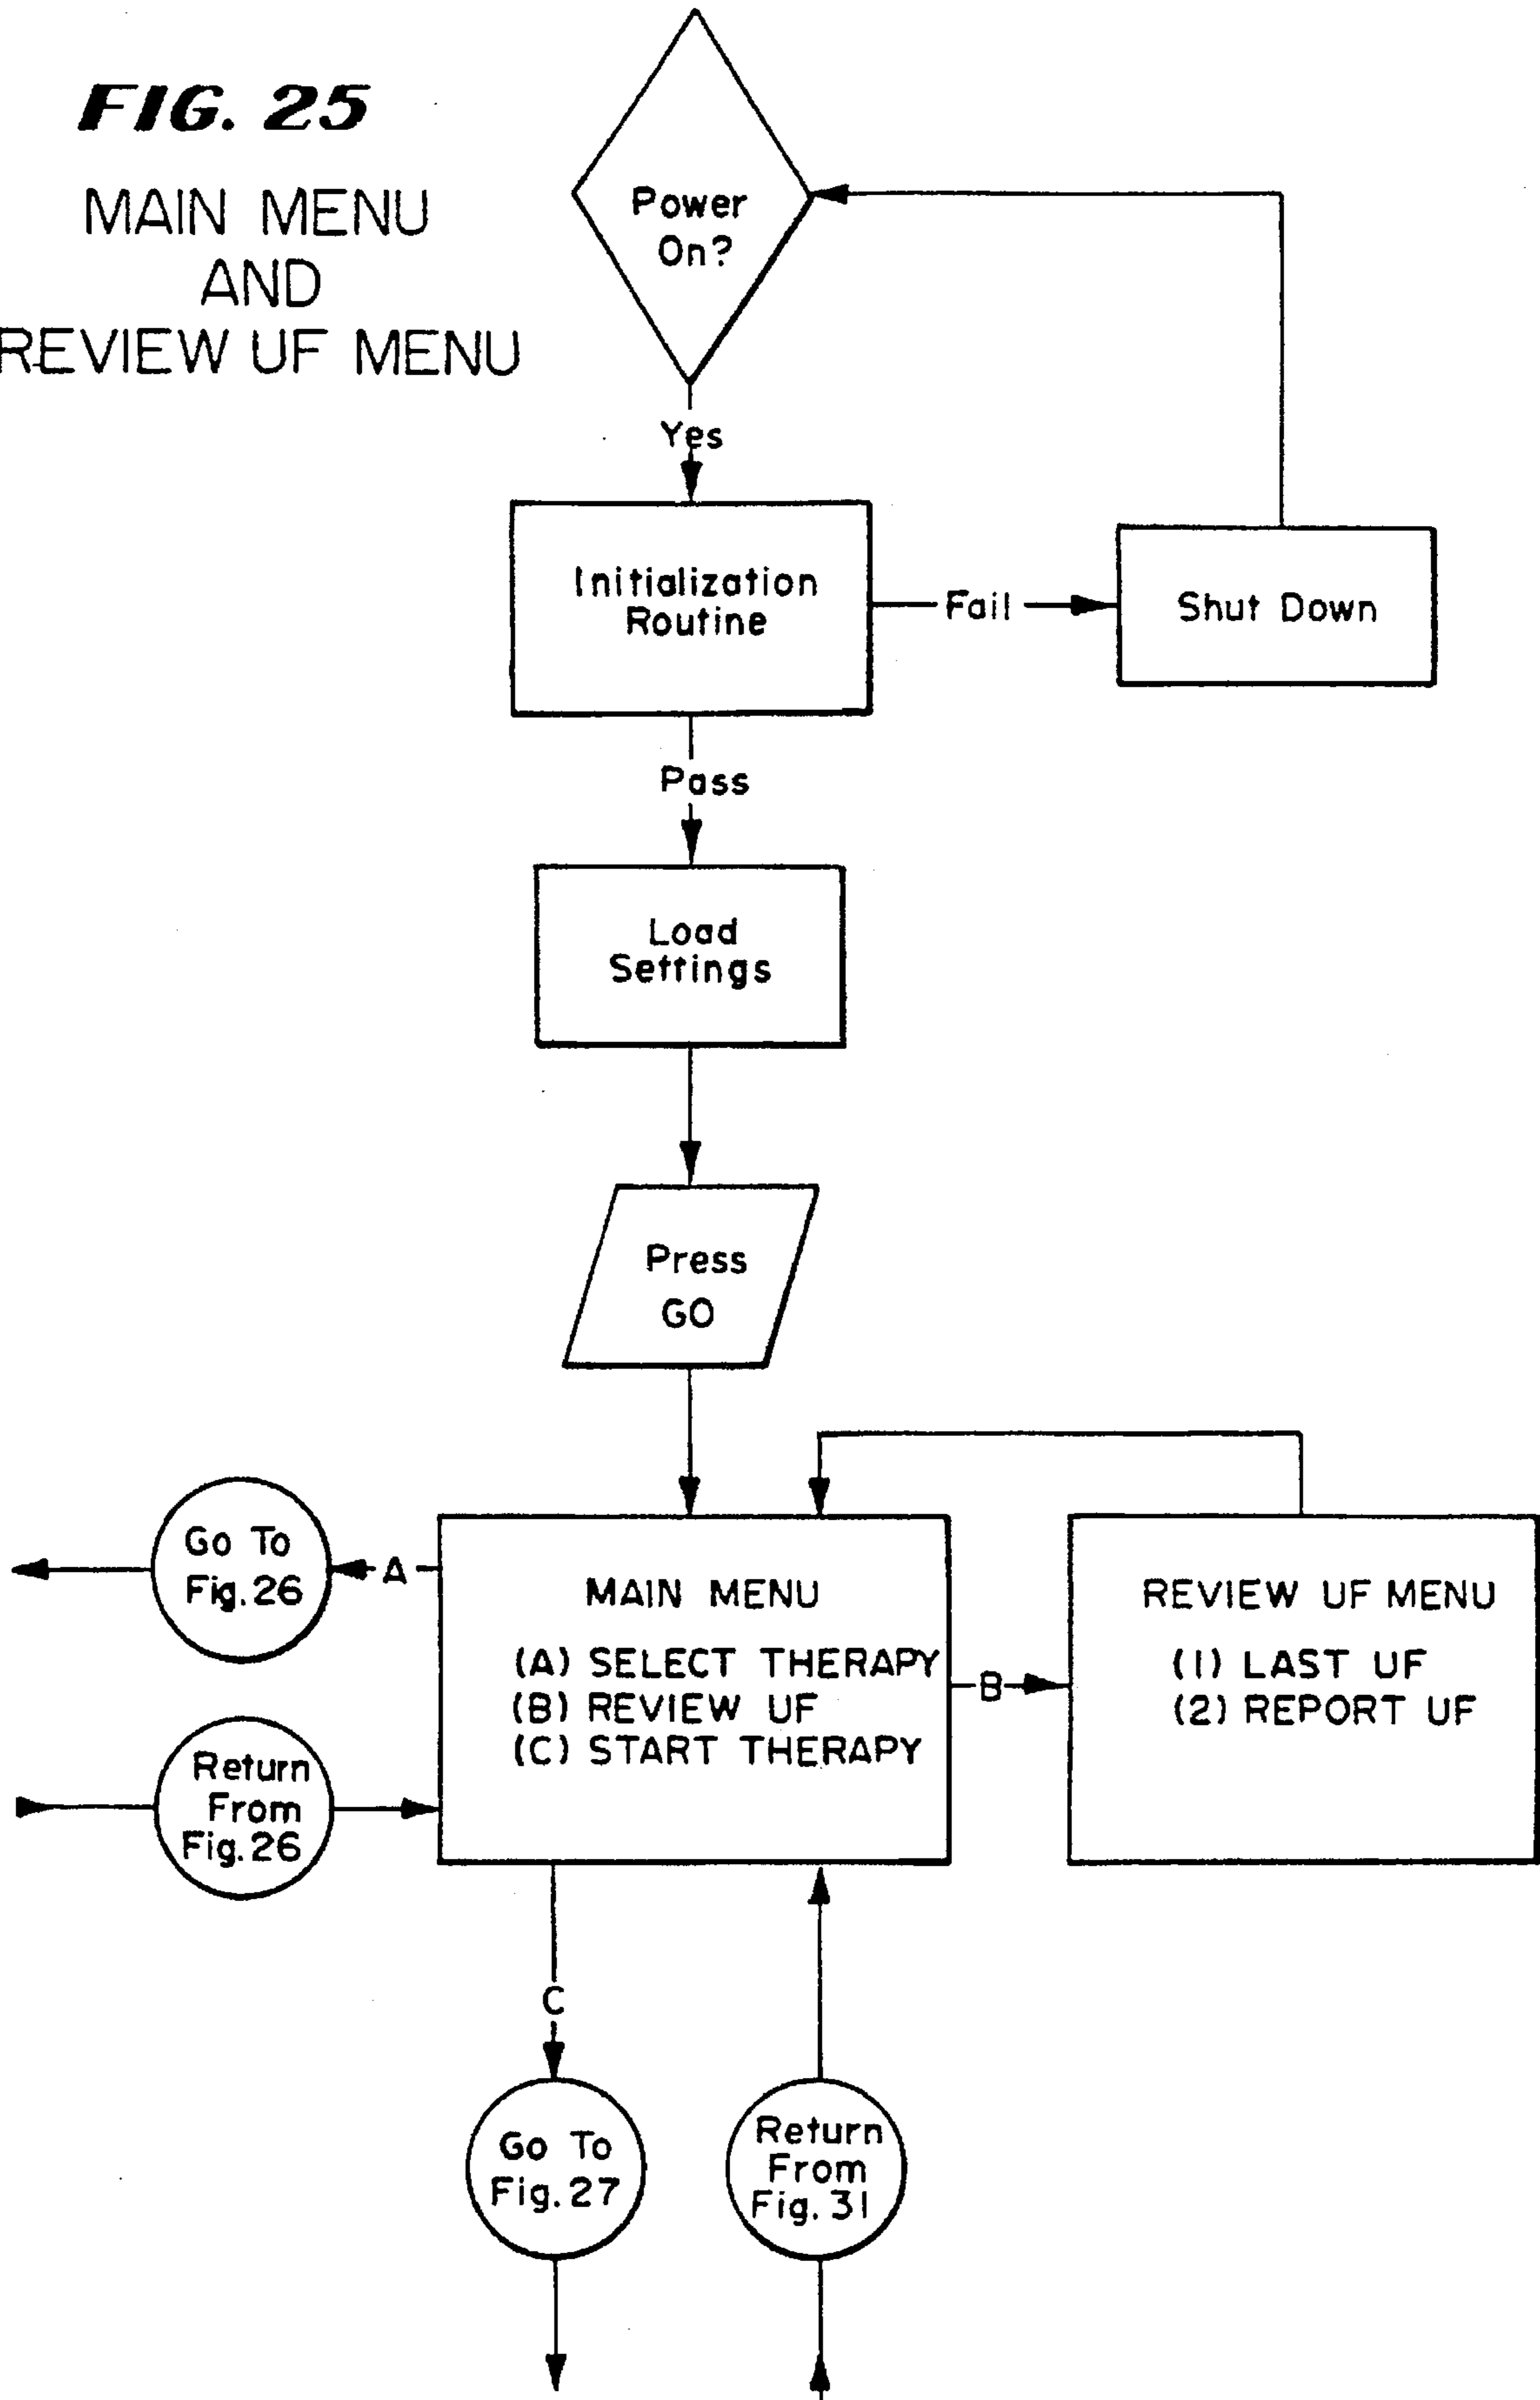 FIG. 25
MAIN MENU
AND
REVIEW UF MENU
Power
On?
Yes
Initialization
Routine
Fail
Shut Down
Pass
Load
Settings
Press
GO
Go To
Fig. 26
A
MAIN MENU
(A) SELECT THERAPY
(B) REVIEW UF
(C) START THERAPY
B
REVIEW UF MENU
(1) LAST UF
(2) REPORT UF
Return
From
Fig. 26
C
Go To
Fig. 27
Return
From
Fig. 31